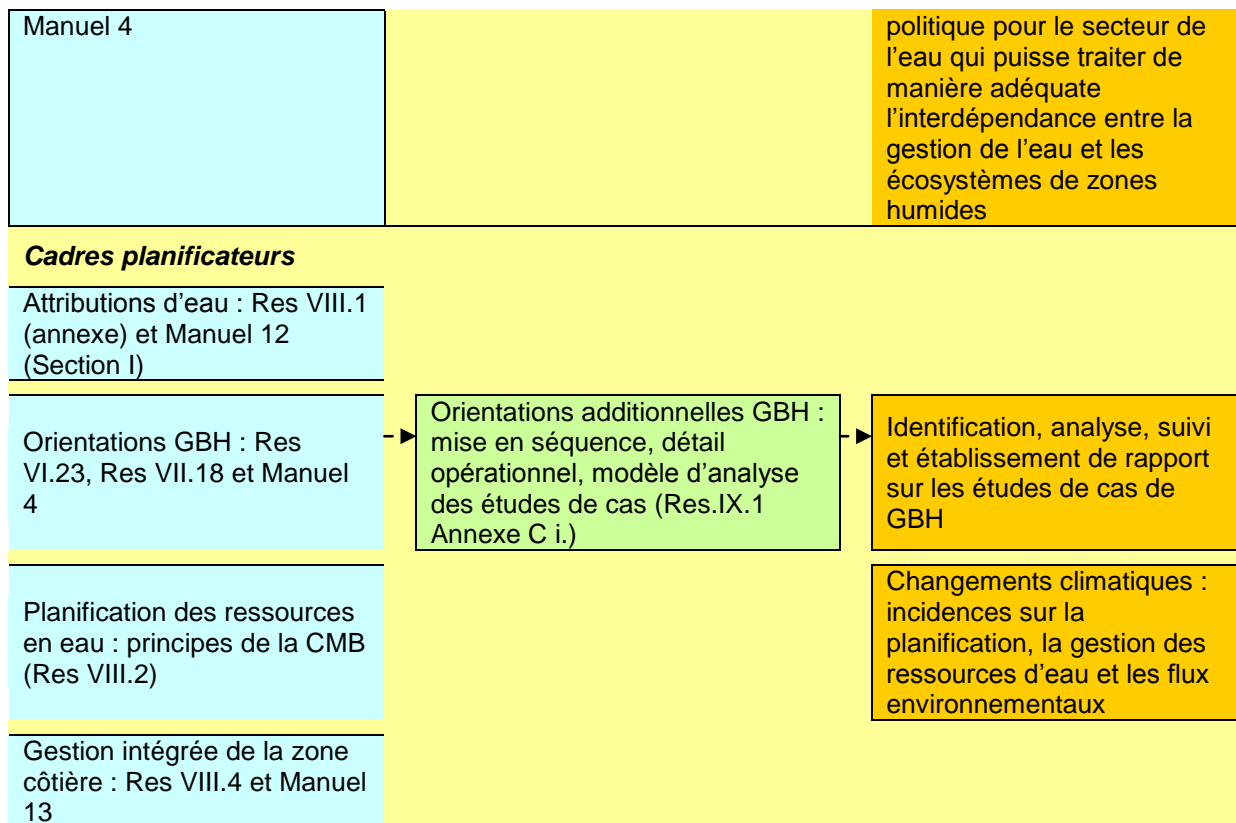 Manuel 4
politique pour le secteur de
l'eau qui puisse traiter de
manière adéquate
l'interdépendance entre la
gestion de l'eau et les
écosystèmes de zones
humides
Cadres planificateurs
Attributions d'eau : Res VIII.1
(annexe) et Manuel 12
(Section I)
Orientations GBH : Res
VI.23, Res VII.18 et Manuel
4
Orientations additionnelles GBH :
mise en séquence, détail
opérationnel, modèle d'analyse
des études de cas (Res.IX.1
Annexe C i.)
Identification, analyse, suivi
et établissement de rapport
sur les études de cas de
GBH
Planification des ressources
en eau : principes de la CMB
(Res VIII.2)
Changements climatiques :
incidences sur la
planification, la gestion des
ressources d'eau et les flux
environnementaux
Gestion intégrée de la zone
côtière : Res VIII.4 et Manuel
13